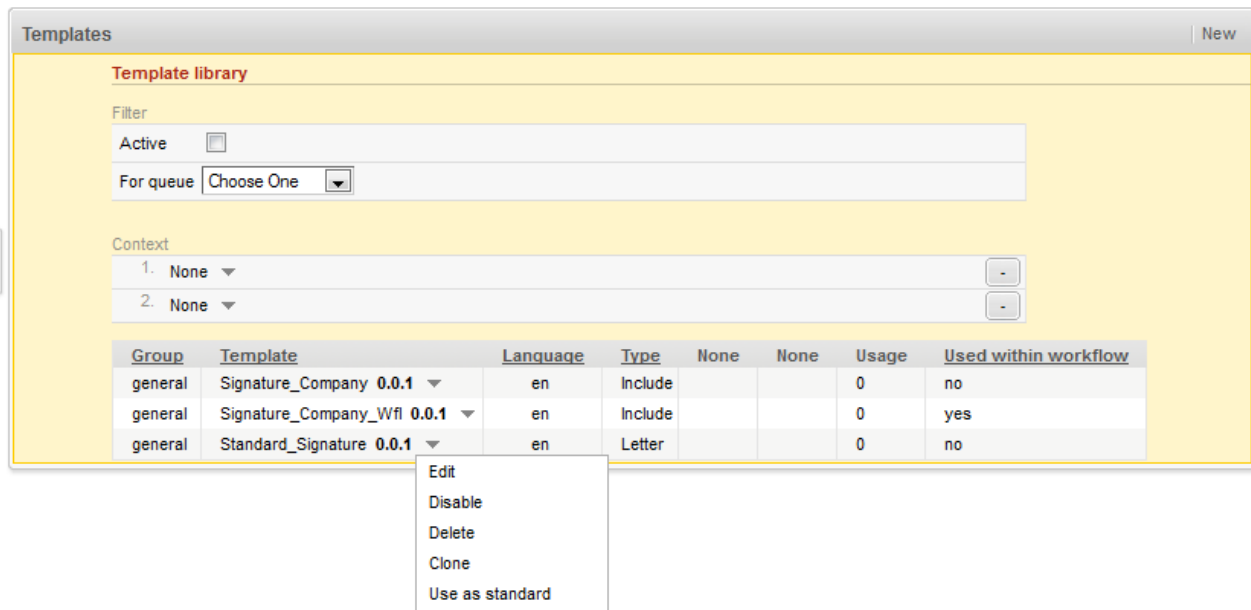 Templates New
Template library
Filter
Active
For queue Choose One
Context
1. None
-
2. None
-
Group Template Language Type None None Usage Used within workflow
general Signature_Company 0.0.1 en Include 0 no
general Signature_Company_Wfl 0.0.1 en Include 0 yes
general Standard_Signature 0.0.1 en Letter 0 no
Edit
Disable
Delete
Clone
Use as standard